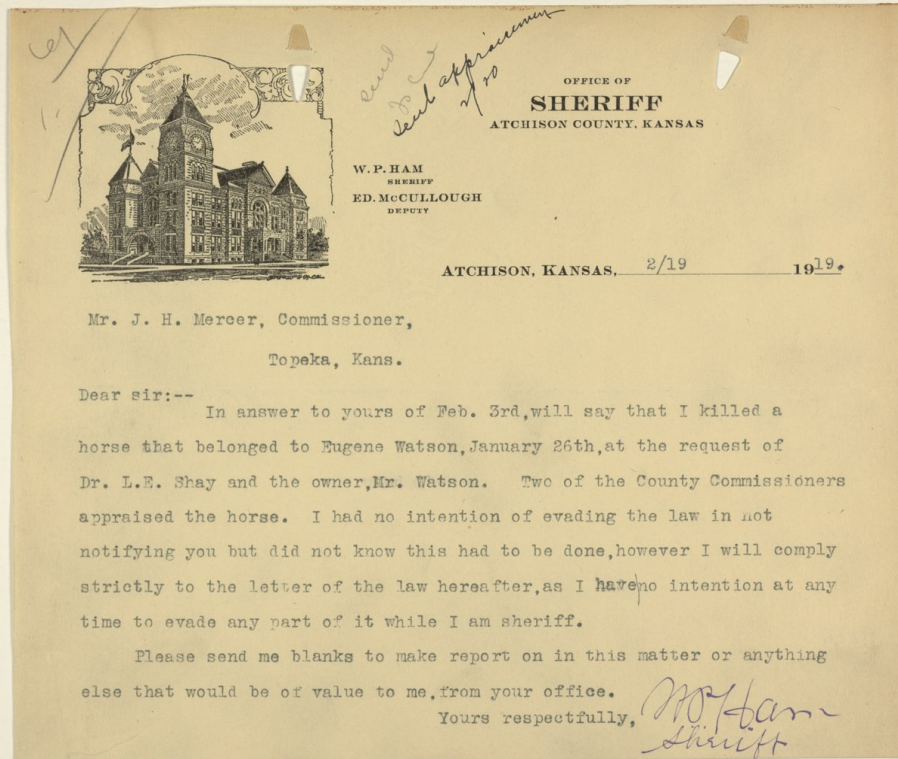 send
Sent appraisement
2/20
OFFICE OF
SHERIFF
ATCHISON COUNTY, KANSAS
W. P. HAM
SHERIFF
ED. McCULLOUGH
DEPUTY
ATCHISON, KANSAS, 2/19 1919.
Mr. J. H. Mercer, Commissioner,
Topeka, Kans.
Dear sir:--
In answer to yours of Feb. 3rd,will say that I killed a
horse that belonged to Eugene Watson,January 26th,at the request of
Dr. L.E. Shay and the owner,Mr. Watson. Two of the County Commissioners
appraised the horse. I had no intention of evading the law in not
notifying you but did not know this had to be done,however I will comply
strictly to the letter of the law hereafter,as I have no intention at any
time to evade any part of it while I am sheriff.
Please send me blanks to make report on in this matter or anything
else that would be of value to me,from your office.
Yours respectfully, WP Ham
Sheriff